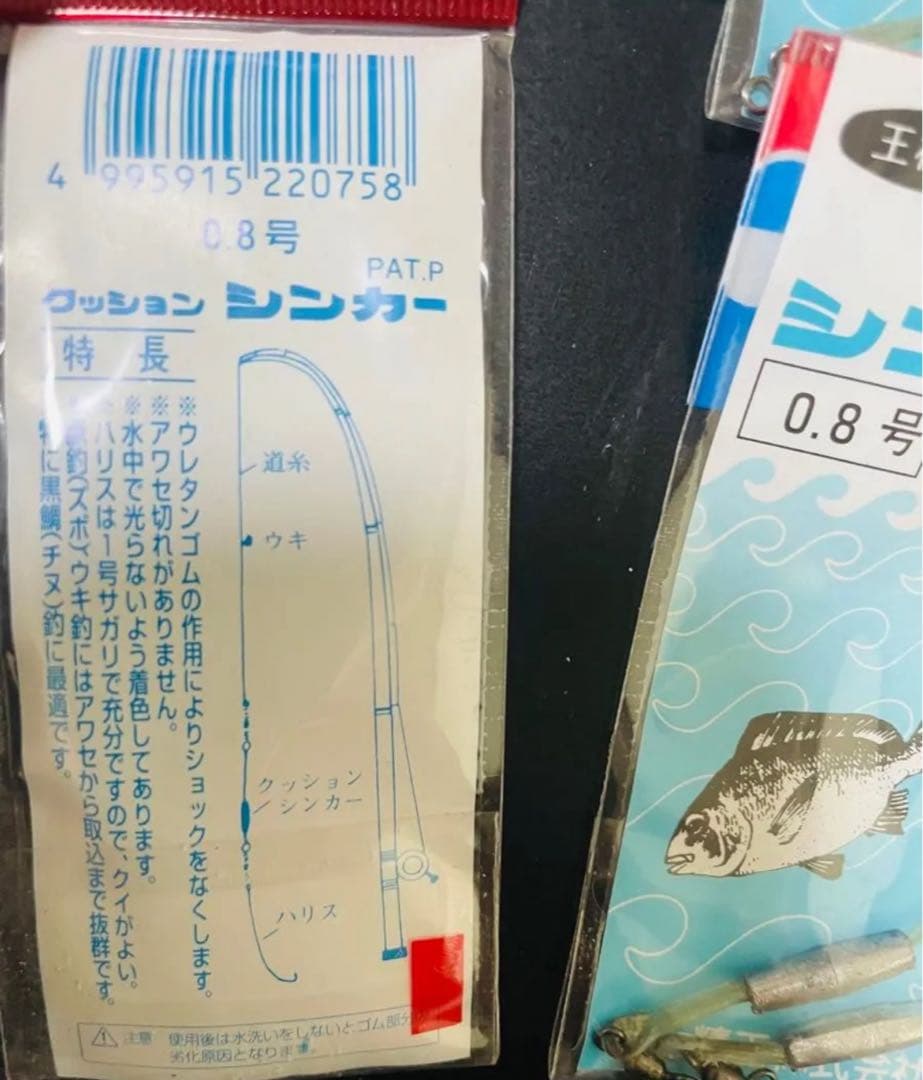 4 995915 220758
0.8号
PAT.P
クッション シンカー
特 長
※ウレタンゴムの作用によりショックをなくします。
※アワセ切れがありません。
※水中で光らないよう着色してあります。
ハリスは一号サガリで充分ですので、クイがよい。
釣(ズボ)、ウキ釣にはアワセから取込まで抜群です。
特に黒鯛(チヌ)釣に最適です。
道糸
ウキ
クッション
シンカー
ハリス
注意 使用後は水洗いをしないとゴム部分
劣化原因となります。
王
シン
0.8号